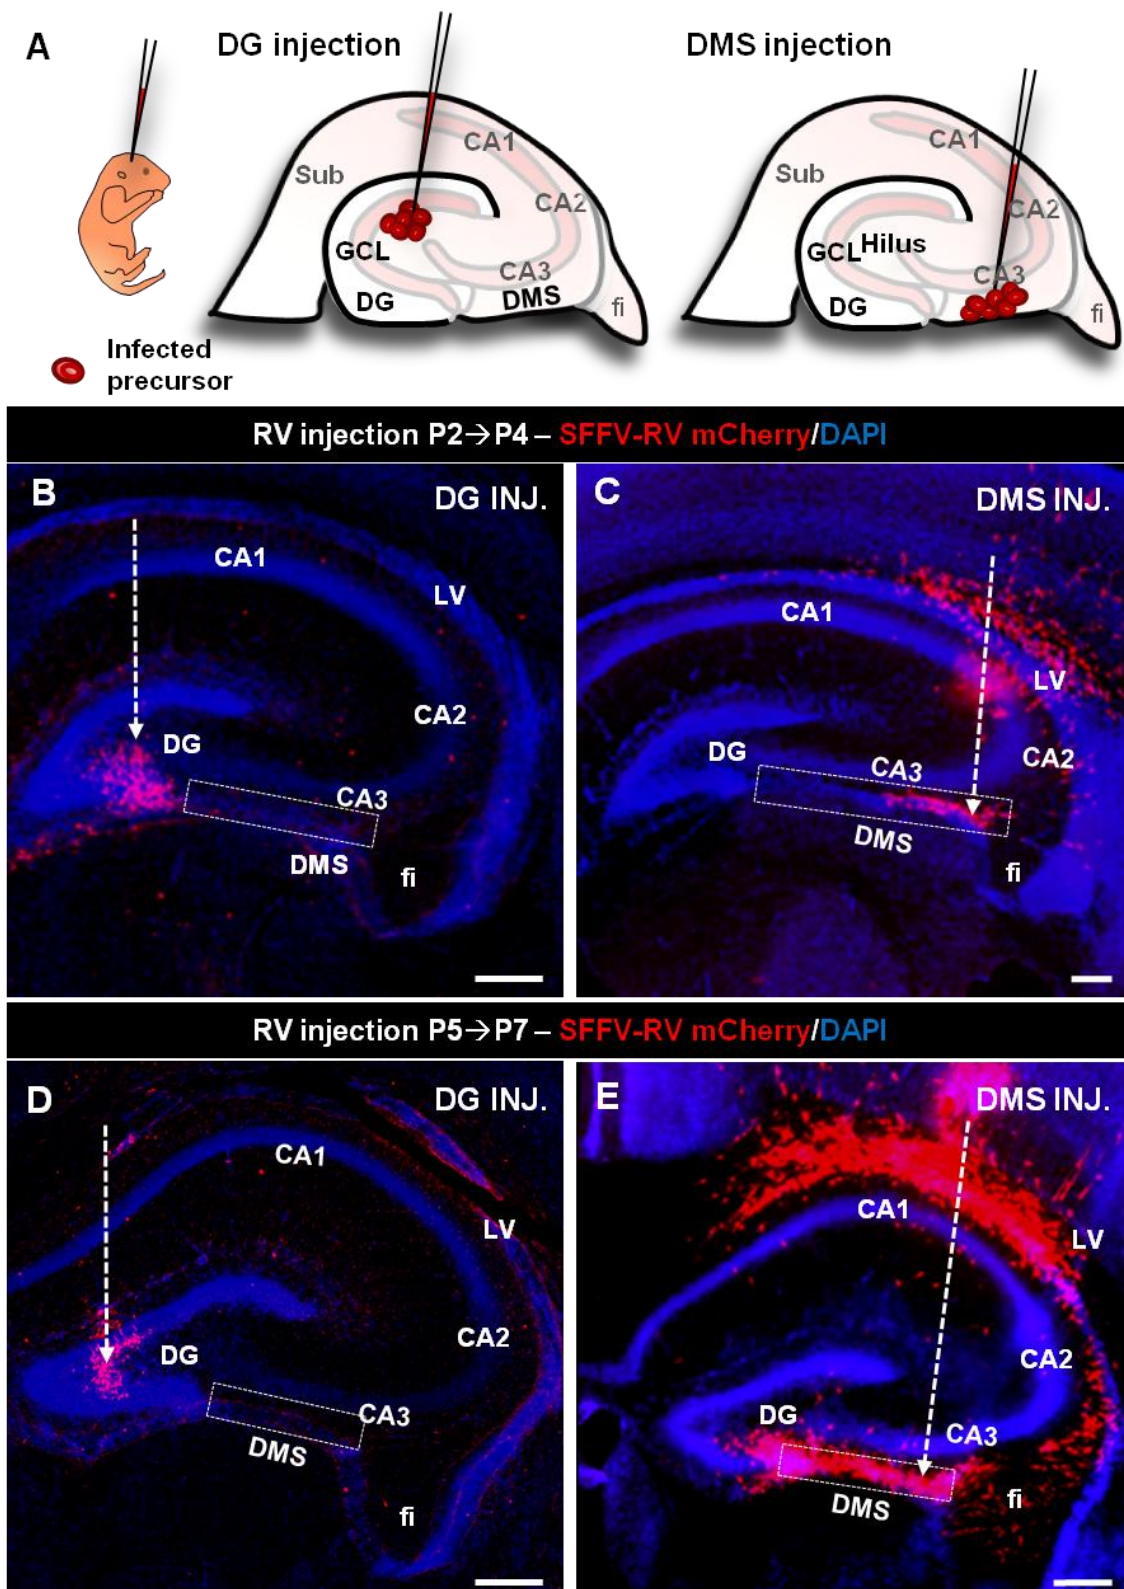 A
DG injection
DMS injection
Sub
CA1
CA2
CA3
GCL
DG
DMS
fi
Sub
CA1
CA2
CA3
GCL
Hilus
DG
fi
Infected
precursor
RV injection P2→P4 – SFFV-RV mCherry/DAPI
B
DG INJ.
CA1
LV
CA2
DG
CA3
DMS
fi
C
DMS INJ.
CA1
LV
CA2
DG
CA3
DMS
fi
RV injection P5→P7 – SFFV-RV mCherry/DAPI
D
DG INJ.
CA1
LV
CA2
DG
CA3
DMS
fi
E
DMS INJ.
CA1
LV
CA2
DG
CA3
DMS
fi